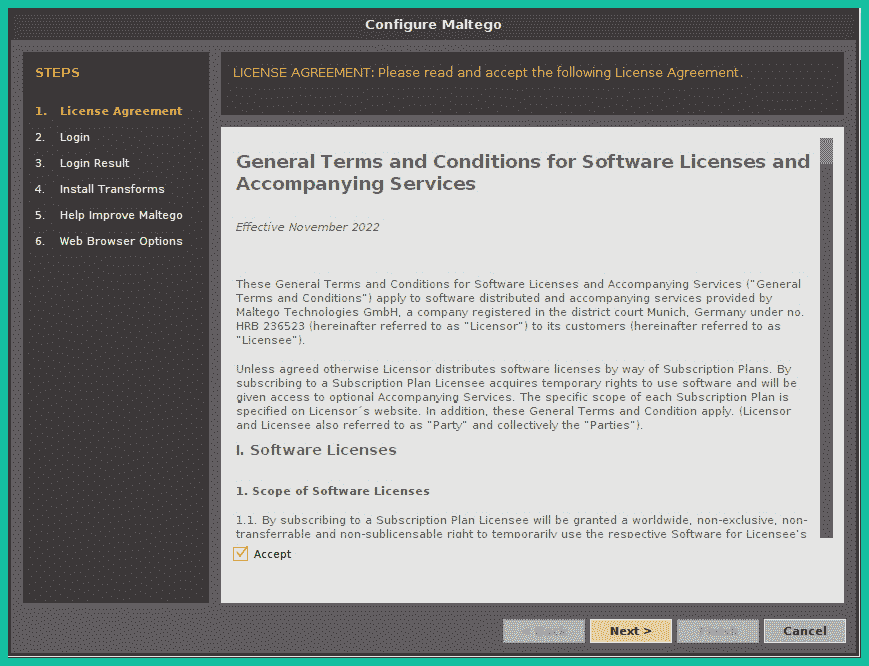 Configure Maltego
STEPS
1. License Agreement
2. Login
3. Login Result
4. Install Transforms
5. Help Improve Maltego
6. Web Browser Options
LICENSE AGREEMENT: Please read and accept the following License Agreement.
General Terms and Conditions for Software Licenses and
Accompanying Services
Effective November 2022
These General Terms and Conditions for Software Licenses and Accompanying Services ("General
Terms and Conditions") apply to software distributed and accompanying services provided by
Maltego Technologies GmbH, a company registered in the district court Munich, Germany under no.
HRB 236523 (hereinafter referred to as "Licensor") to its customers (hereinafter referred to as
"Licensee").
Unless agreed otherwise Licensor distributes software licenses by way of Subscription Plans. By
subscribing to a Subscription Plan Licensee acquires temporary rights to use software and will be
given access to optional Accompanying Services. The specific scope of each Subscription Plan is
specified on Licensor´s website. In addition, these General Terms and Condition apply. (Licensor
and Licensee also referred to as "Party" and collectively the "Parties").
I. Software Licenses
1. Scope of Software Licenses
1.1. By subscribing to a Subscription Plan Licensee will be granted a worldwide, non-exclusive, non-
transferrable and non-sublicensable right to temporarily use the respective Software for Licensee's
Accept
< Back
Next >
Finish
Cancel